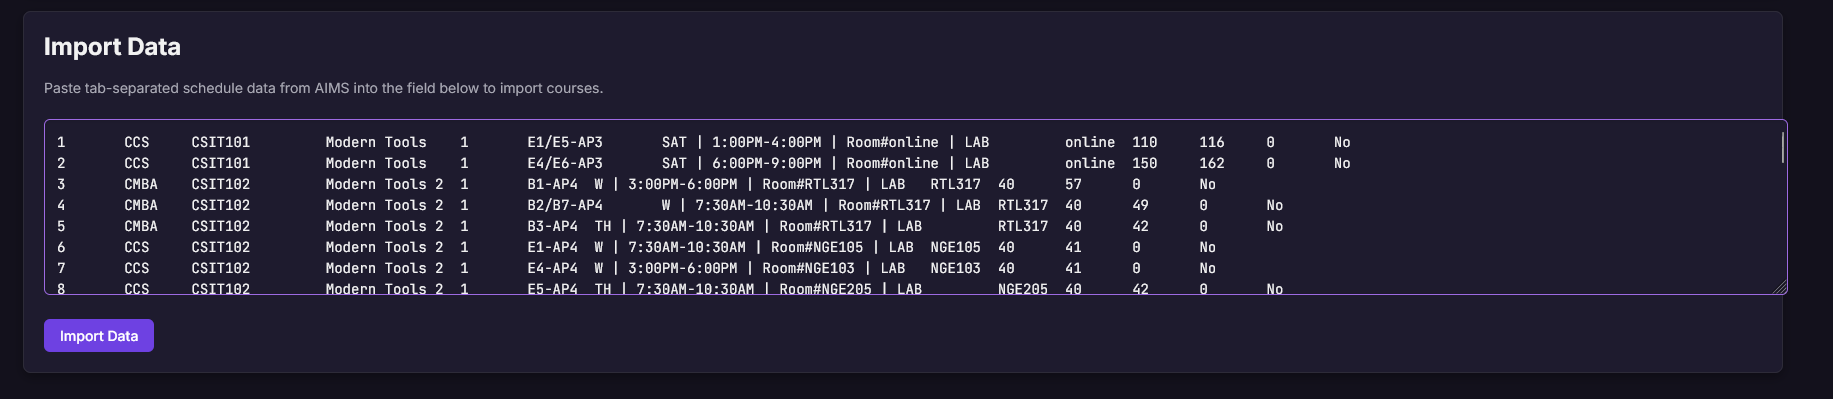 Import Data
Paste tab-separated schedule data from AIMS into the field below to import courses.
1 CCS CSIT101 Modern Tools 1 E1/E5-AP3 SAT | 1:00PM-4:00PM | Room#online | LAB online 110 116 0 No
2 CCS CSIT101 Modern Tools 1 E4/E6-AP3 SAT | 6:00PM-9:00PM | Room#online | LAB online 150 162 0 No
3 CMBA CSIT102 Modern Tools 2 1 B1-AP4 W | 3:00PM-6:00PM | Room#RTL317 | LAB RTL317 40 57 0 No
4 CMBA CSIT102 Modern Tools 2 1 B2/B7-AP4 W | 7:30AM-10:30AM | Room#RTL317 | LAB RTL317 40 49 0 No
5 CMBA CSIT102 Modern Tools 2 1 B3-AP4 TH | 7:30AM-10:30AM | Room#RTL317 | LAB RTL317 40 42 0 No
6 CCS CSIT102 Modern Tools 2 1 E1-AP4 W | 7:30AM-10:30AM | Room#NGE105 | LAB NGE105 40 41 0 No
7 CCS CSIT102 Modern Tools 2 1 E4-AP4 W | 3:00PM-6:00PM | Room#NGE103 | LAB NGE103 40 41 0 No
8 CCS CSIT102 Modern Tools 2 1 E5-AP4 TH | 7:30AM-10:30AM | Room#NGE205 | LAB NGE205 40 42 0 No
Import Data